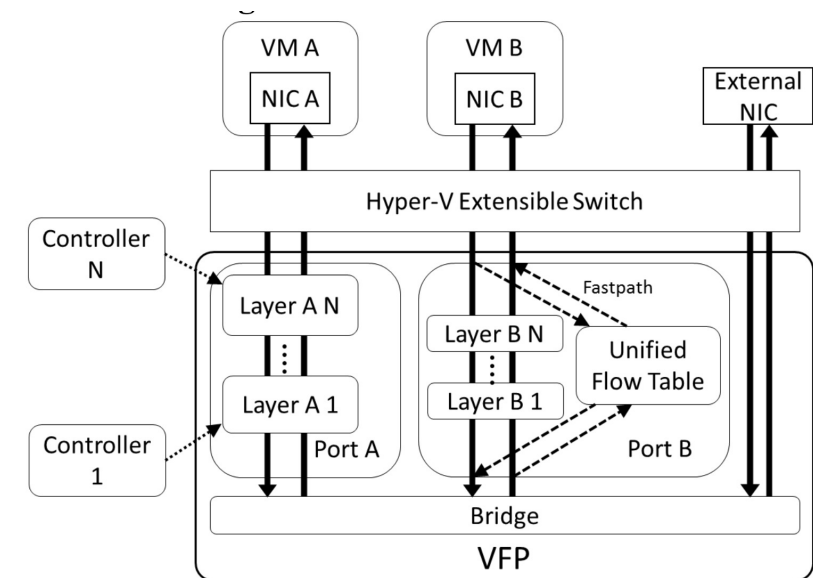 VM A
NIC A
VM B
NIC B
External
NIC
Hyper-V Extensible Switch
Controller
N
Layer A N
Layer A 1
Port A
Controller
1
Fastpath
Layer B N
Layer B 1
Unified
Flow Table
Port B
Bridge
VFP